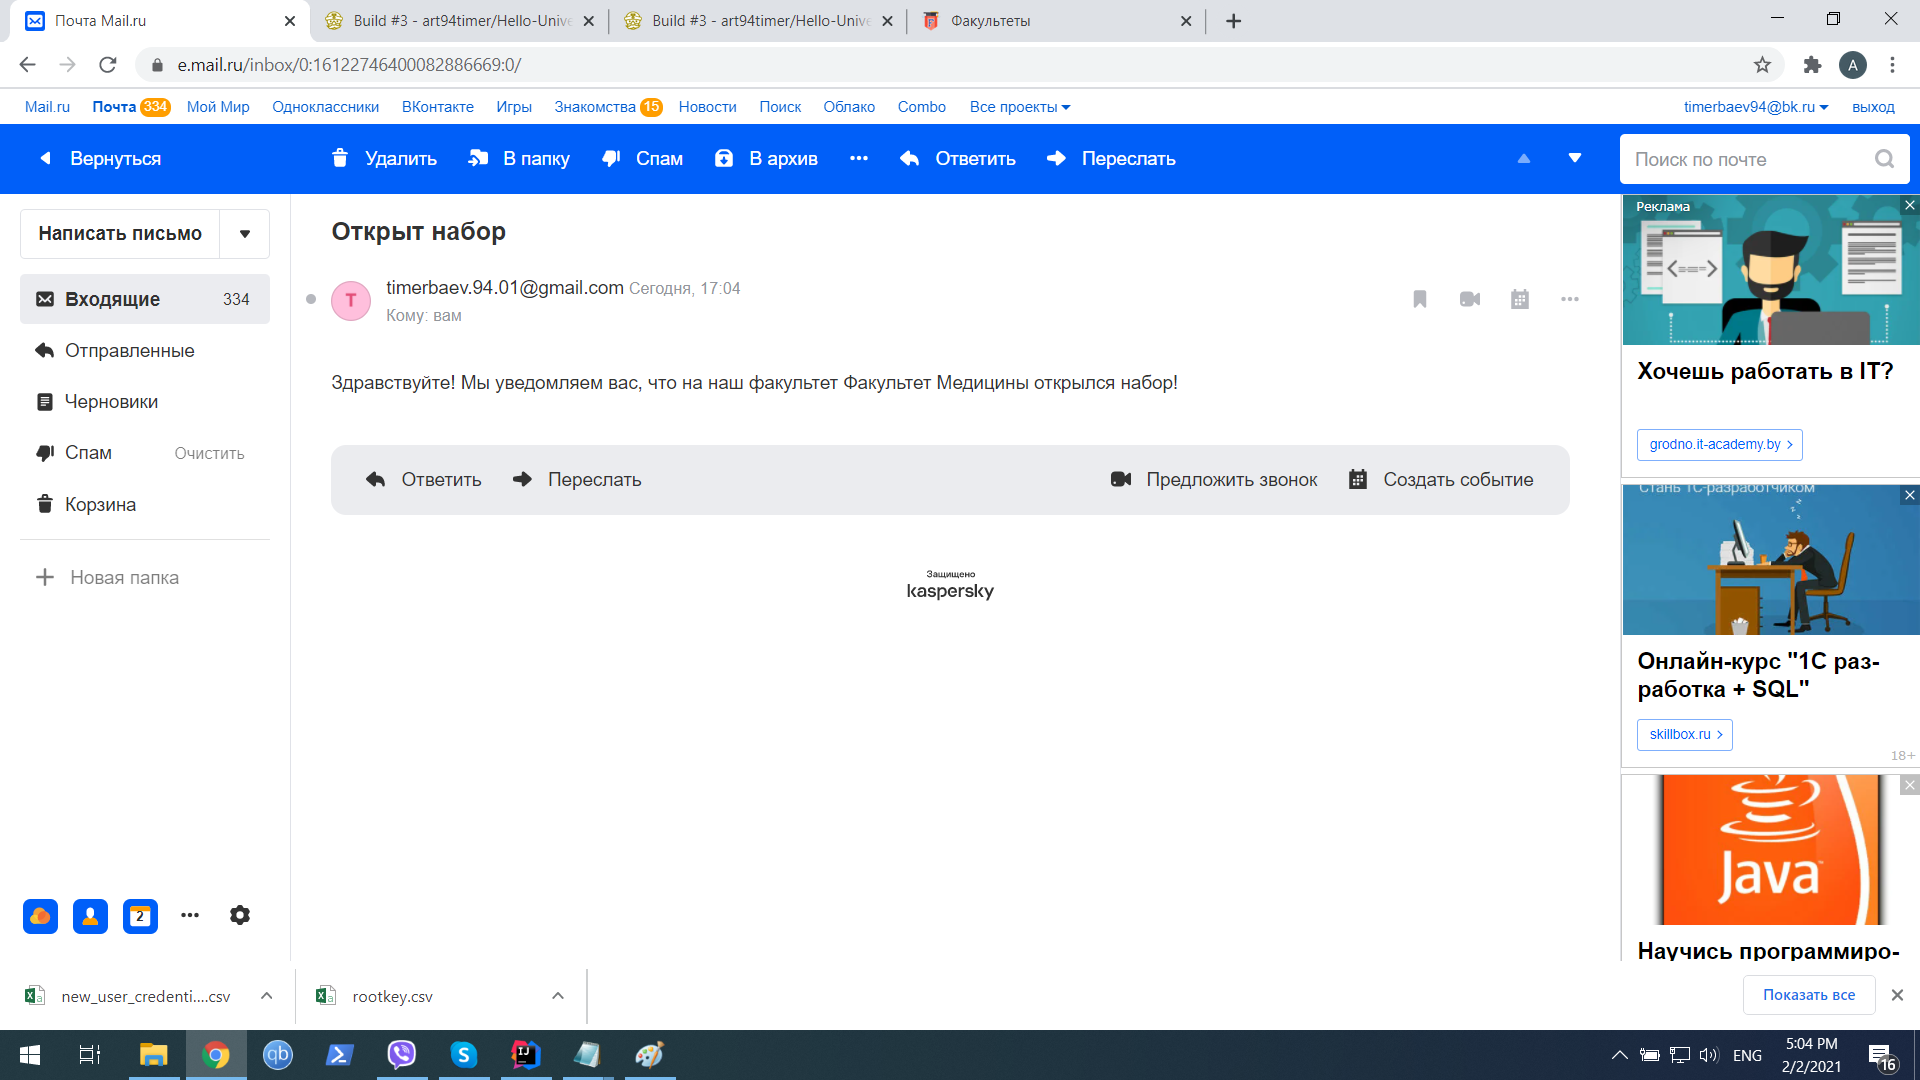 Почта Mail.ru
Build #3 - art94timer/Hello-Unive
Build #3 - art94timer/Hello-Unive
Факультеты
e.mail.ru/inbox/0:16122746400082886669:0/
A
Mail.ru Почта 334 Мой Мир Одноклассники ВКонтакте Игры Знакомства 15 Новости Поиск Облако Combo Все проекты
timerbaev94@bk.ru выход
Вернуться
Удалить В папку Спам В архив Ответить Переслать
Поиск по почте
Написать письмо
Входящие 334
Отправленные
Черновики
Спам Очистить
Корзина
Новая папка
2
Открыт набор
T
timerbaev.94.01@gmail.com Сегодня, 17:04
Кому: вам
Здравствуйте! Мы уведомляем вас, что на наш факультет Факультет Медицины открылся набор!
Ответить Переслать Предложить звонок Создать событие
Защищено
kaspersky
Реклама
Хочешь работать в IT?
grodno.it-academy.by
Стань 1С-разработчиком
Онлайн-курс "1С раз-
работка + SQL"
skillbox.ru
18+
Java
Научись программиро-
new_user_credenti....csv
rootkey.csv
Показать все
qb
S
IJ
ENG
5:04 PM
2/2/2021
16